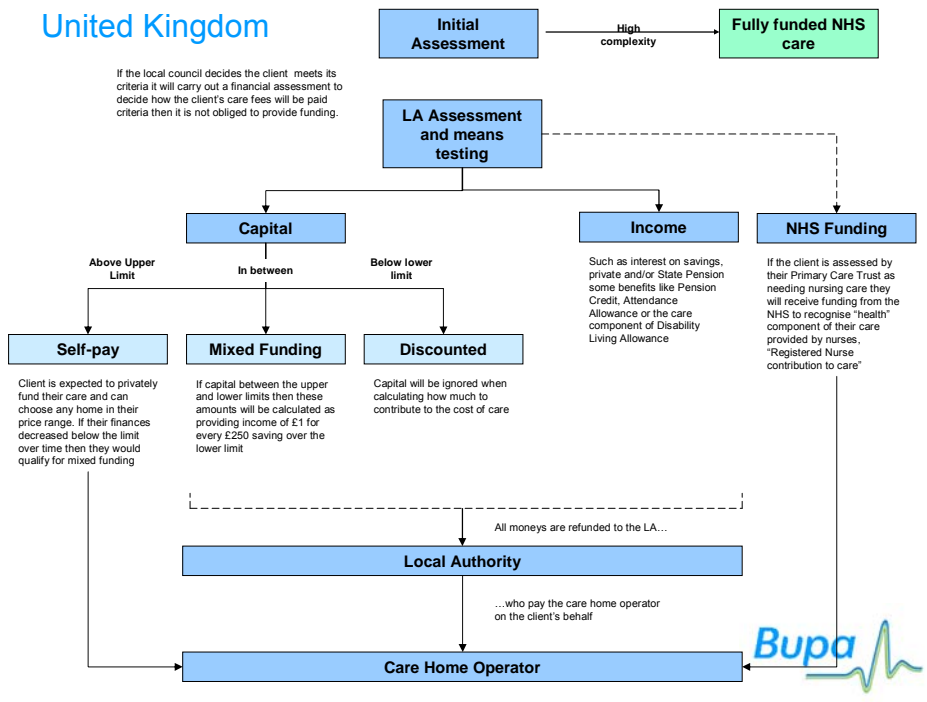 United Kingdom
Initial
Assessment
High
complexity
Fully funded NHS
care
If the local council decides the client meets its
criteria it will carry out a financial assessment to
decide how the client's care fees will be paid
criteria then it is not obliged to provide funding.
LA Assessment
and means
testing
Capital
Income
NHS Funding
Above Upper
Limit
In between
Below lower
limit
Such as interest on savings,
private and/or State Pension
some benefits like Pension
Credit, Attendance
Allowance or the care
component of Disability
Living Allowance
If the client is assessed by
their Primary Care Trust as
needing nursing care they
will receive funding from the
NHS to recognise “health”
component of their care
provided by nurses,
“Registered Nurse
contribution to care”
Self-pay
Mixed Funding
Discounted
Client is expected to privately
fund their care and can
choose any home in their
price range. If their finances
decreased below the limit
over time then they would
qualify for mixed funding
If capital between the upper
and lower limits then these
amounts will be calculated as
providing income of £1 for
every £250 saving over the
lower limit
Capital will be ignored when
calculating how much to
contribute to the cost of care
All moneys are refunded to the LA…
Local Authority
…who pay the care home operator
on the client's behalf
Care Home Operator
Bupa